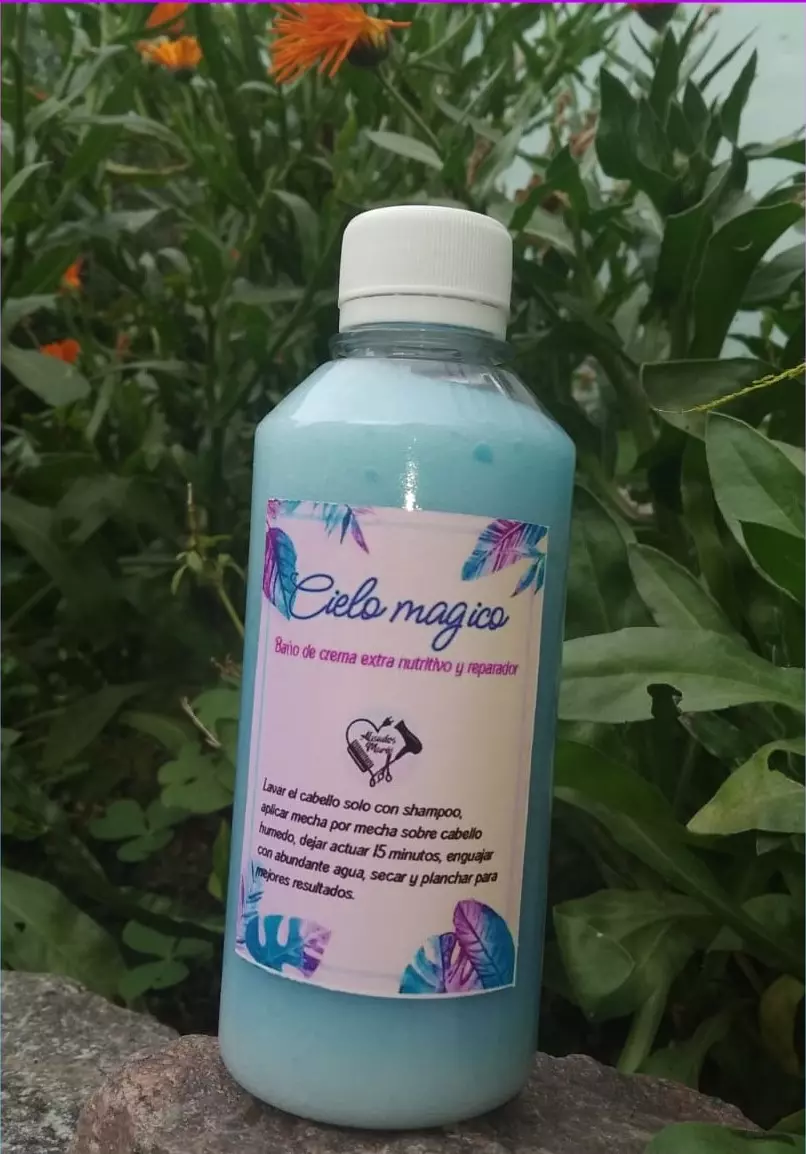 Cielo magico
Baño de crema extra nutritivo y reparador
Alisados
Lavar el cabello solo con shampoo,
aplicar mecha por mecha sobre cabello
humedo, dejar actuar 15 minutos, enguajar
con abundante agua, secar y planchar para
mejores resultados.